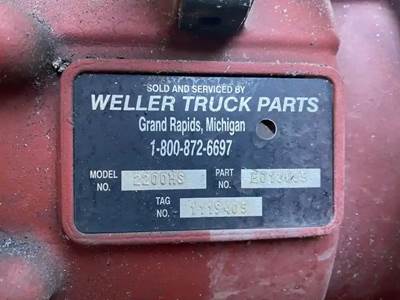 SOLD AND SERVICED BY
WELLER TRUCK PARTS
Grand Rapids, Michigan
1-800-872-6697
MODEL NO. 2200HS PART NO.
TAG NO. 1119409